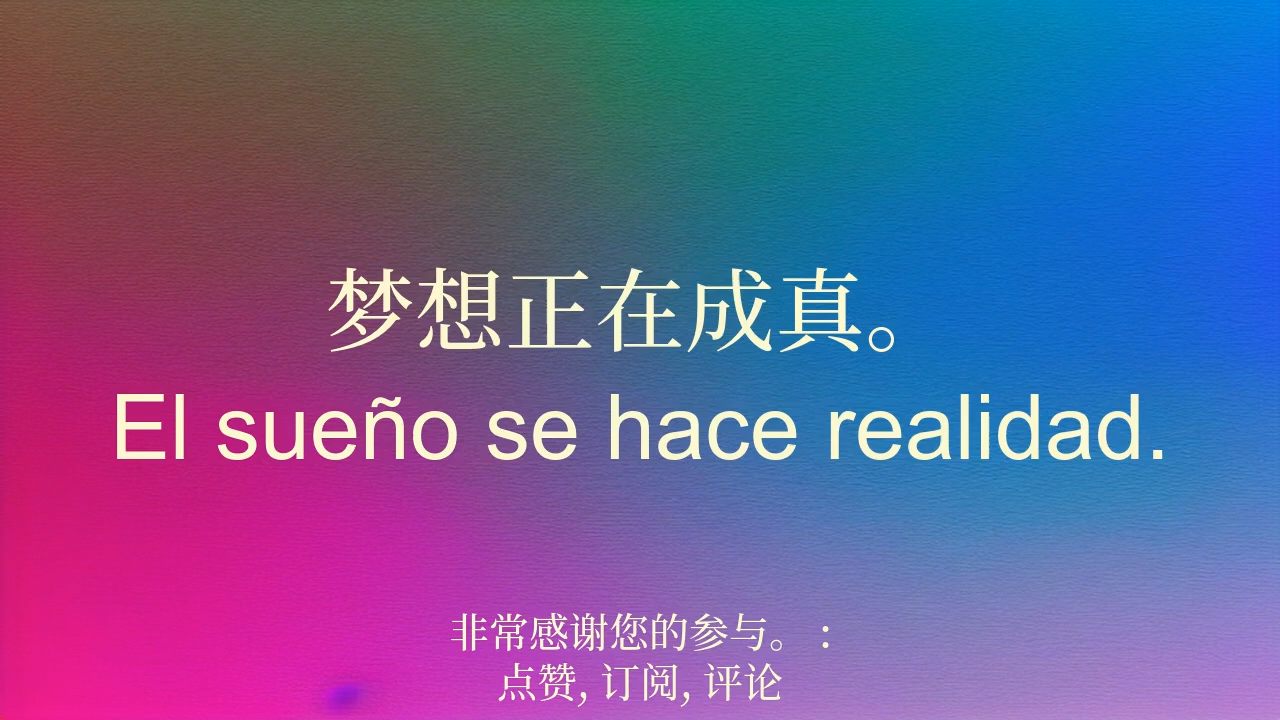 梦想正在成真。
El sueño se hace realidad.
非常感谢您的参与。 :
点赞, 订阅, 评论